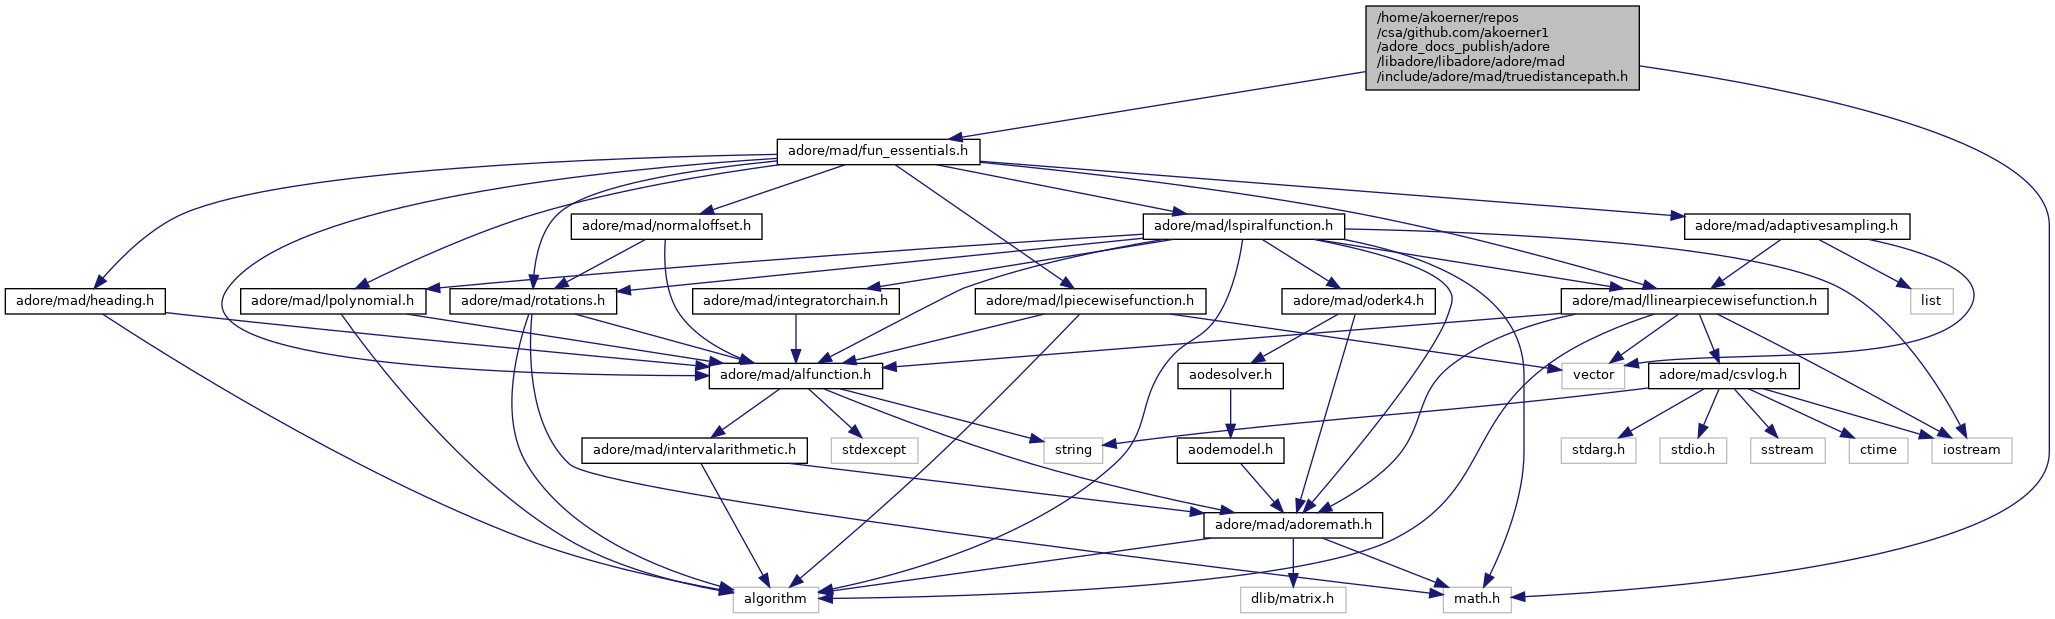 /home/akoerner/repos
/csa/github.com/akoerner1
/adore_docs_publish/adore
/libadore/libadore/adore/mad
/include/adore/mad/truedistancepath.h
adore/mad/fun_essentials.h
adore/mad/normaloffset.h
adore/mad/lspiralfunction.h
adore/mad/adaptivesampling.h
adore/mad/heading.h
adore/mad/lpolynomial.h
adore/mad/rotations.h
adore/mad/integratorchain.h
adore/mad/lpiecewisefunction.h
adore/mad/oderk4.h
adore/mad/llinearpiecewisefunction.h
list
adore/mad/alfunction.h
aodesolver.h
vector
adore/mad/csvlog.h
adore/mad/intervalarithmetic.h
stdexcept
string
aodemodel.h
stdarg.h
stdio.h
sstream
ctime
iostream
adore/mad/adoremath.h
algorithm
dlib/matrix.h
math.h